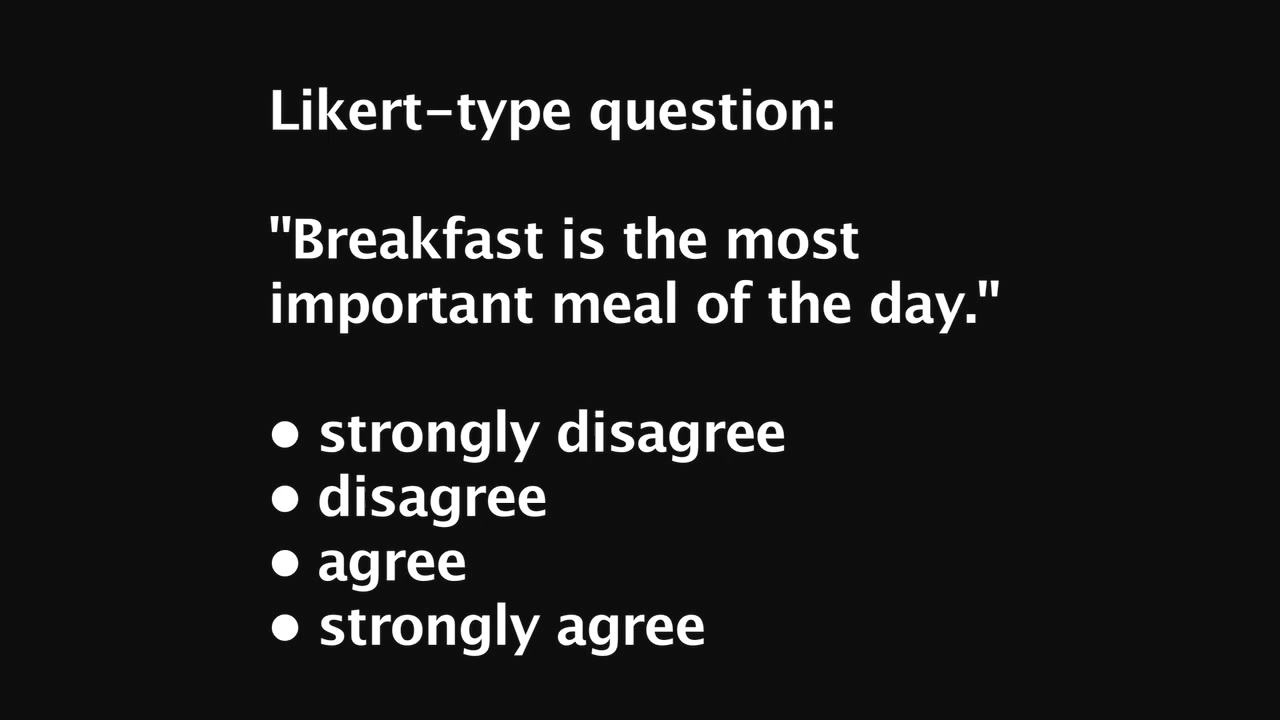 Likert-type question:
"Breakfast is the most
important meal of the day."
● strongly disagree
● disagree
● agree
● strongly agree